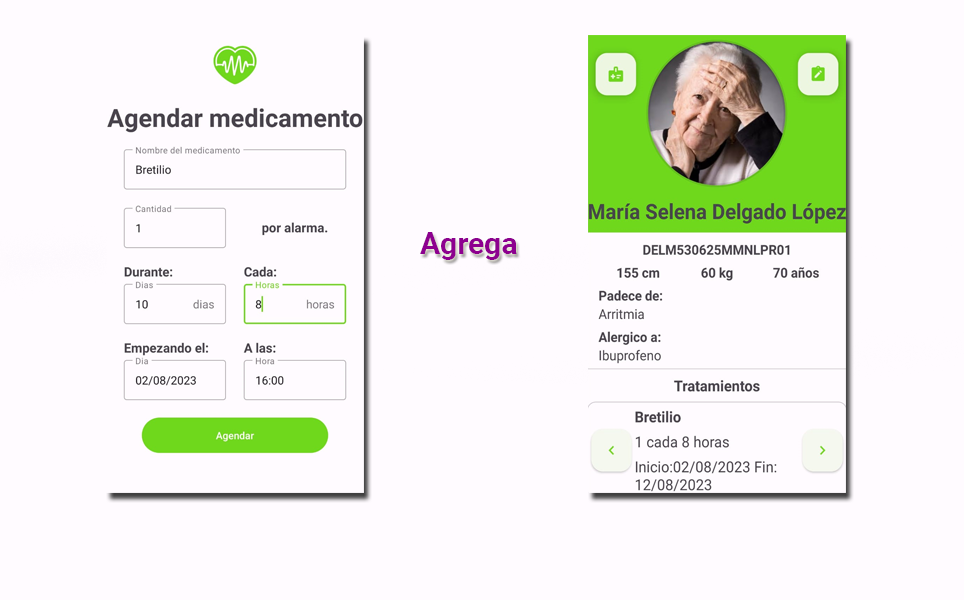 Agendar medicamento
Nombre del medicamento
Bretilio
Cantidad
1
por alarma.
Durante:
Cada:
Dias
Horas
10 dias
8 horas
Empezando el:
A las:
Dia
Hora
02/08/2023
16:00
Agendar
Agrega
María Selena Delgado López
DELM530625MMNLPR01
155 cm 60 kg 70 años
Padece de:
Arritmia
Alergico a:
Ibuprofeno
Tratamientos
Bretilio
1 cada 8 horas
Inicio:02/08/2023 Fin:
12/08/2023